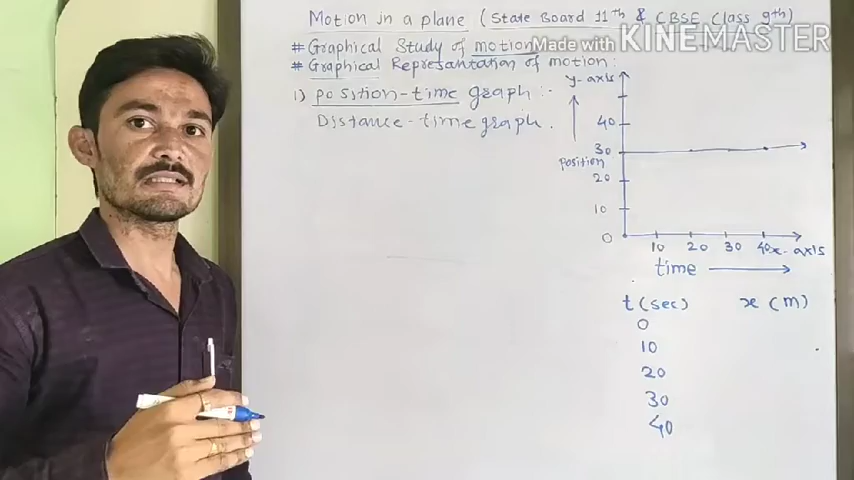 Motion in a plane (State Board 11th & CBSE Class 9th)
# Graphical Study of motion
Made with KINEMASTER
# Graphical Represantation of motion :
1) position-time graph :-
Distance-time graph.
y-axis
40
30
position
20
10
0
10 20 30 40 x-axis
time
t (sec) x (m)
0
10
20
30
40